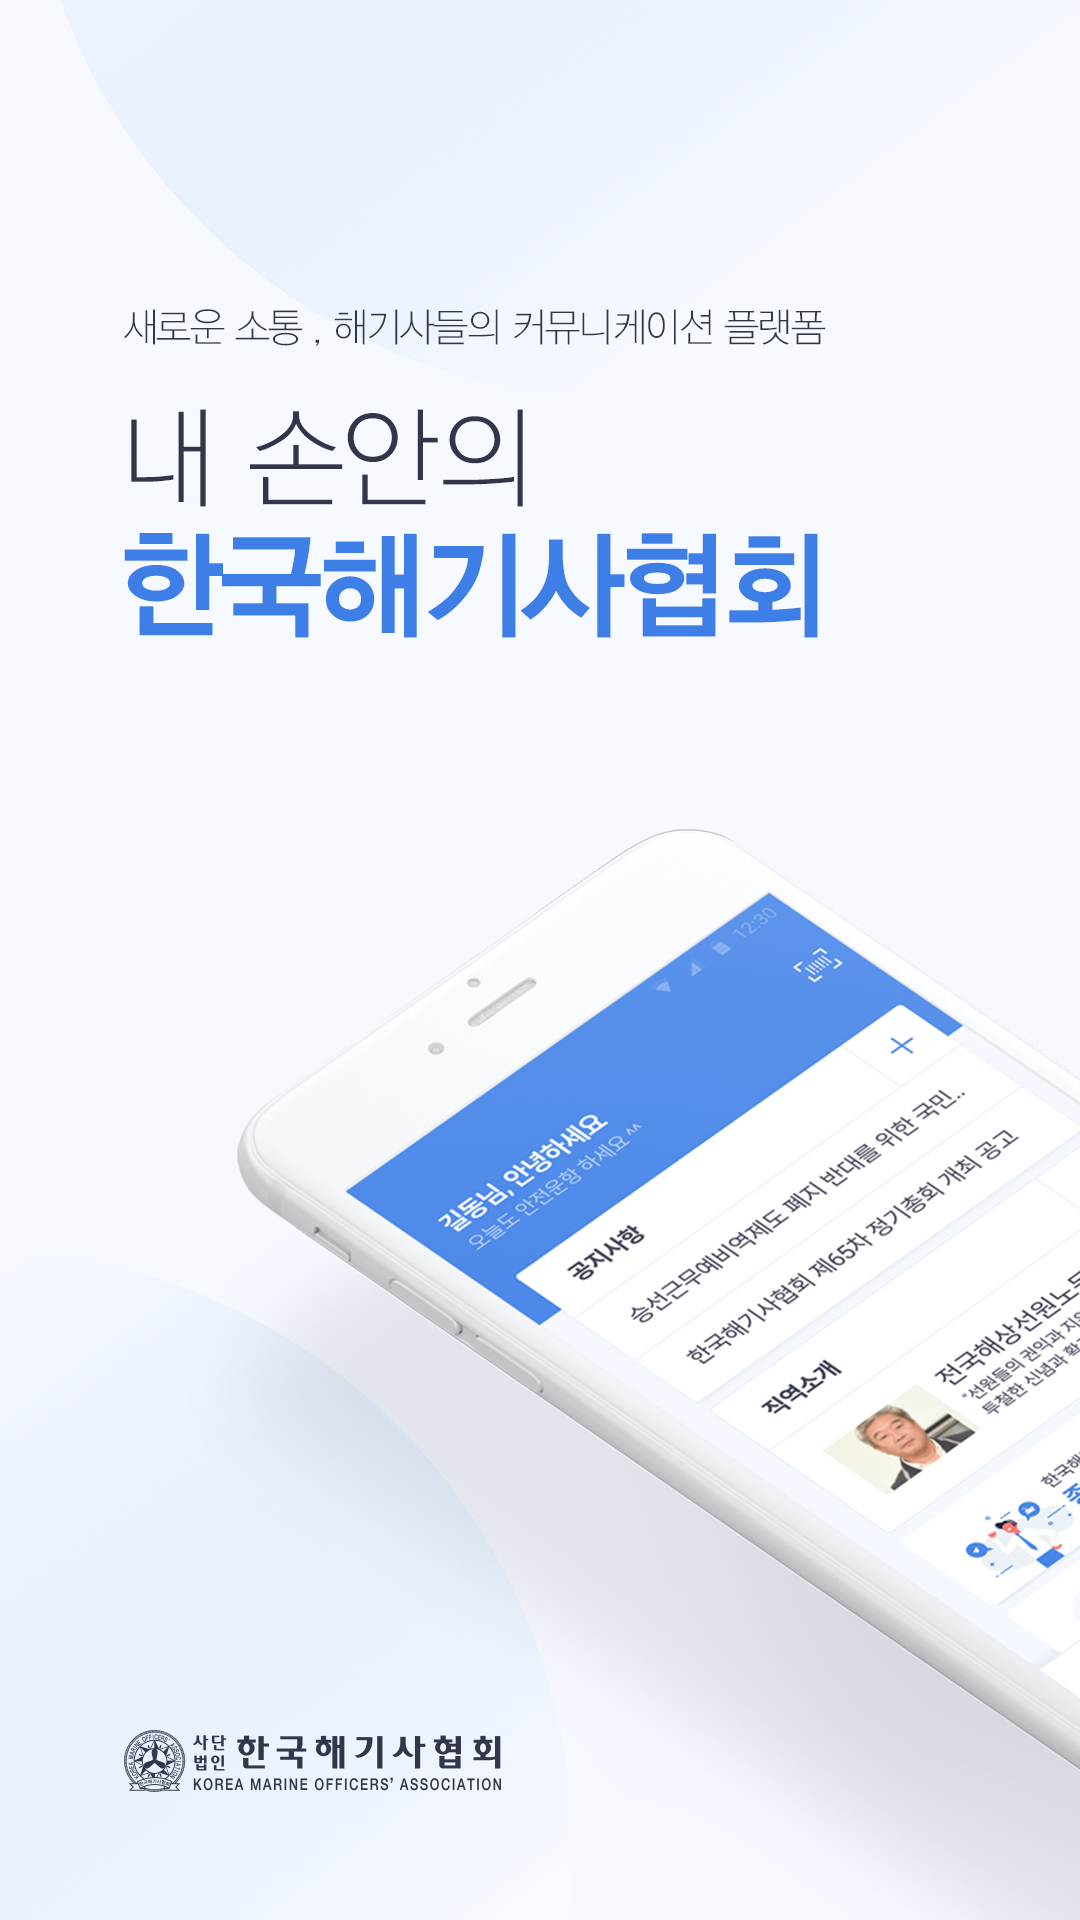 새로운 소통 , 해기사들의 커뮤니케이션 플랫폼
내 손안의
한국해기사협회
12:30
길동님, 안녕하세요
오늘도 안전운항 하세요 ^^
공지사항
승선근무예비역제도 폐지 반대를 위한 국민..
한국해기사협회 제65차 정기총회 개최 공고
직역소개
전국해상선원노
"선원들의 권익과 지
투철한 신념과
한국해
사단
법인
한국해기사협회
KOREA MARINE OFFICERS' ASSOCIATION